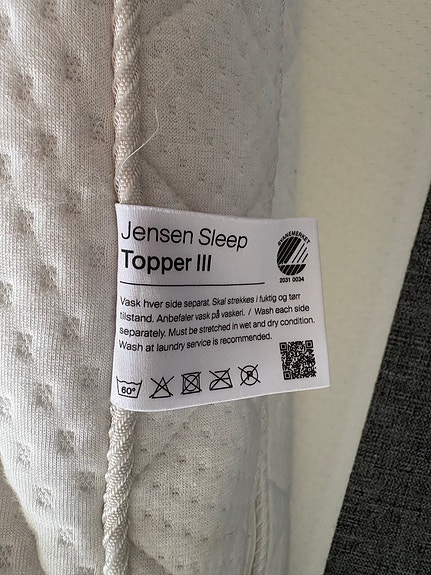 Jensen Sleep
Topper III
SVANEMERKET
2031 0034
Vask hver side separat. Skal strekkes i fuktig og tørr
tilstand. Anbefaler vask på vaskeri. / Wash each side
separately. Must be stretched in wet and dry condition.
Wash at laundry service is recommended.
60°
P